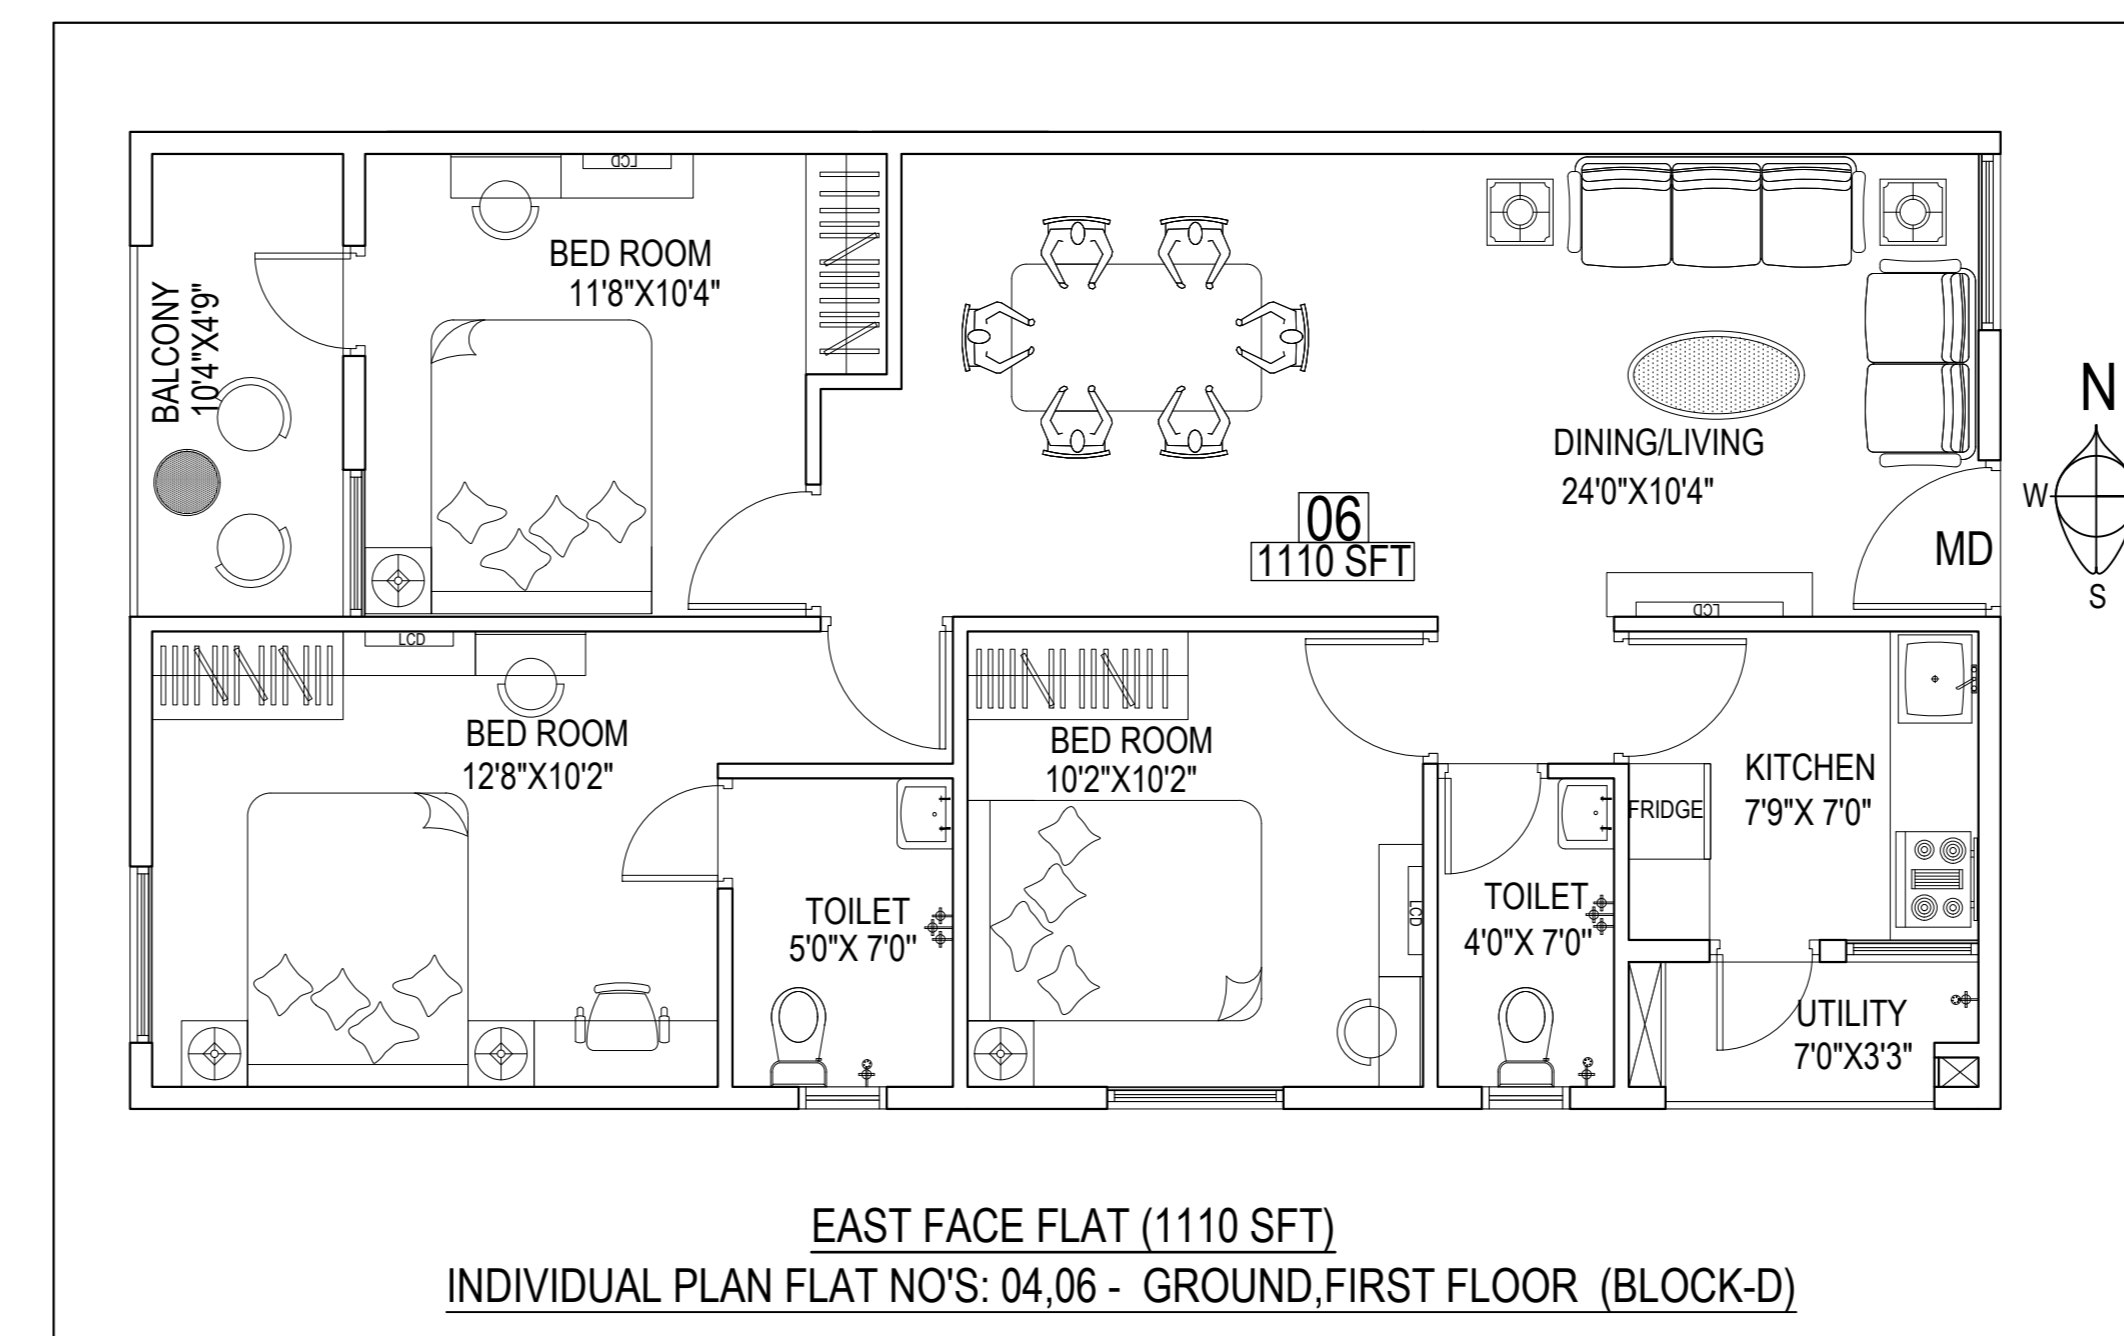 LCD
BED ROOM
11'8"X10'4"
BALCONY
10'4"X4'9"
DINING/LIVING
24'0"X10'4"
N
W
S
06
1110 SFT
MD
LCD
LCD
BED ROOM
12'8"X10'2"
BED ROOM
10'2"X10'2"
KITCHEN
7'9"X 7'0"
FRIDGE
TOILET
5'0"X 7'0"
LCD
TOILET
4'0"X 7'0"
UTILITY
7'0"X3'3"
EAST FACE FLAT (1110 SFT)
INDIVIDUAL PLAN FLAT NO'S: 04,06 - GROUND,FIRST FLOOR (BLOCK-D)